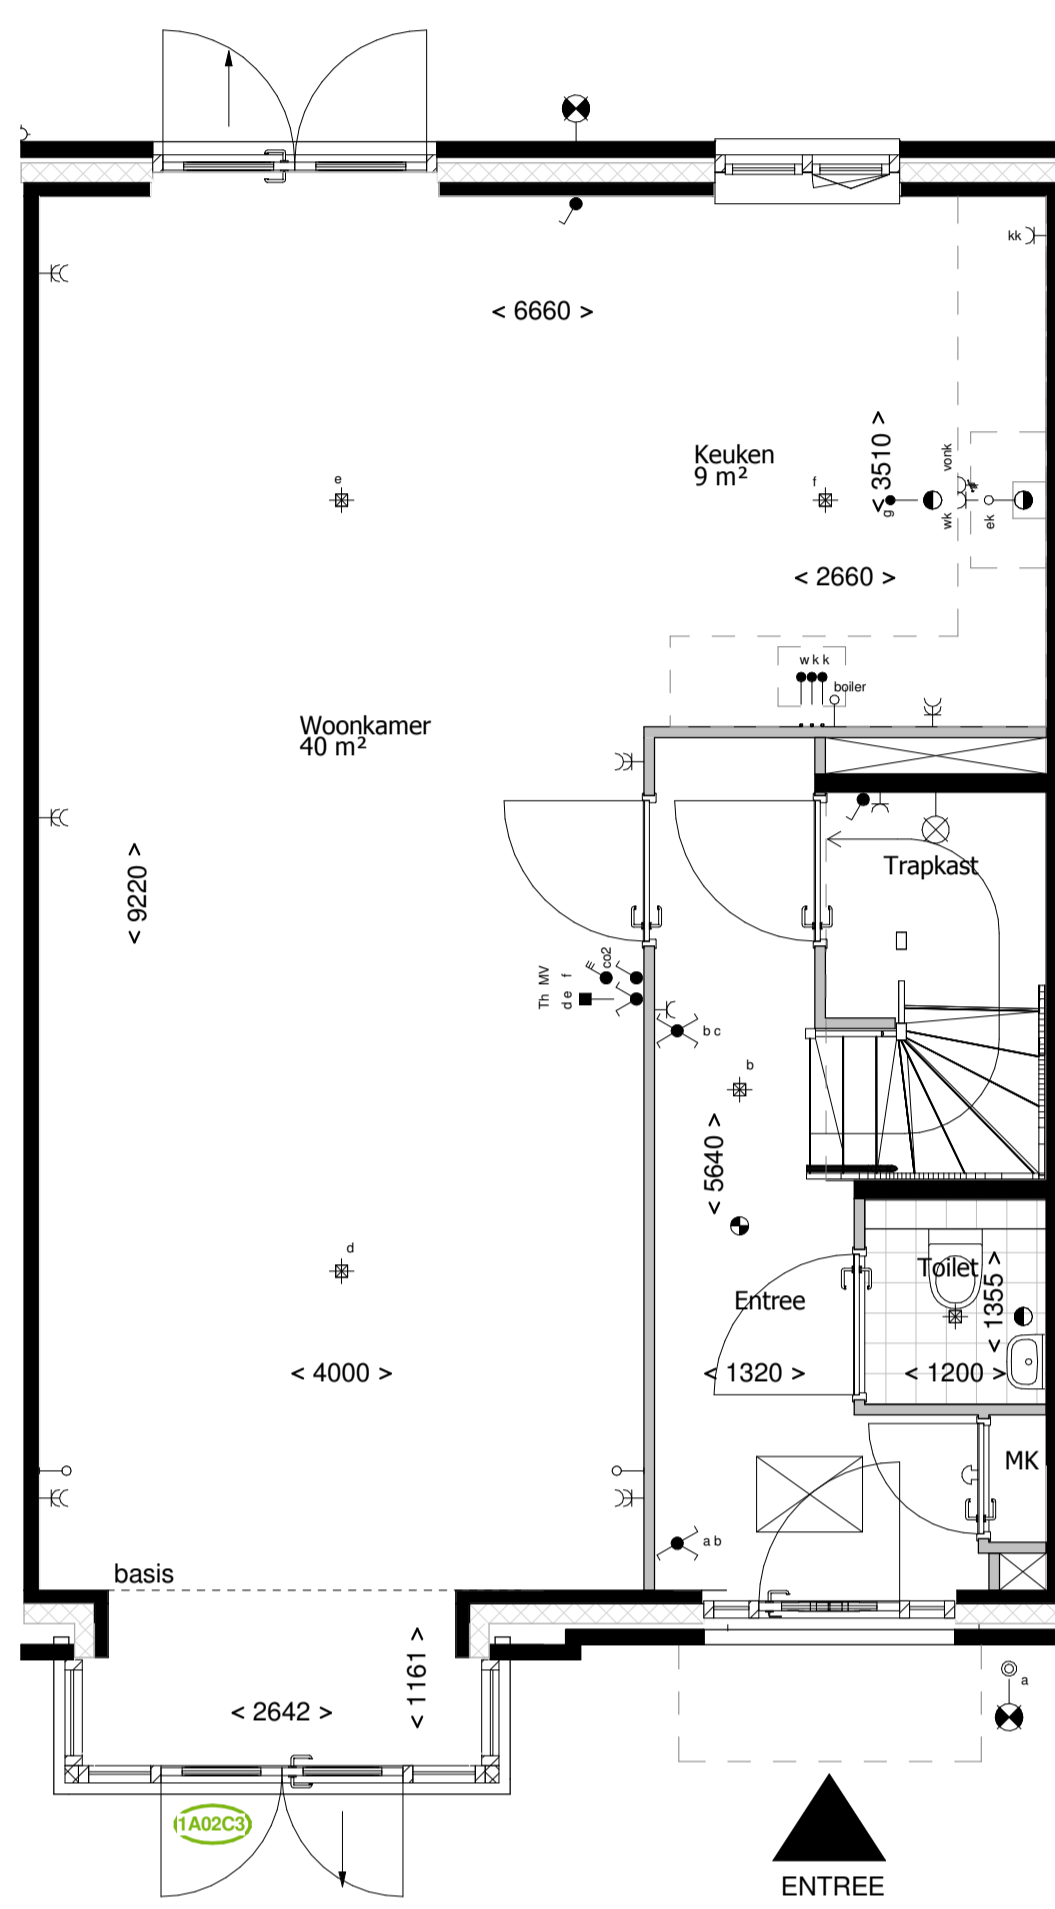 kk
< 6660 >
Keuken
9 m²
< 3510 >
vonk
e
f
g
wk
ek
< 2660 >
w k k
boiler
Woonkamer
40 m²
Trapkast
< 9220 >
Th MV
d e f
co2
b c
b
< 5640 >
d
Toilet
< 1355 >
Entree
< 4000 >
< 1320 >
< 1200 >
MK
a b
basis
< 1161 >
< 2642 >
a
1A02C3
ENTREE